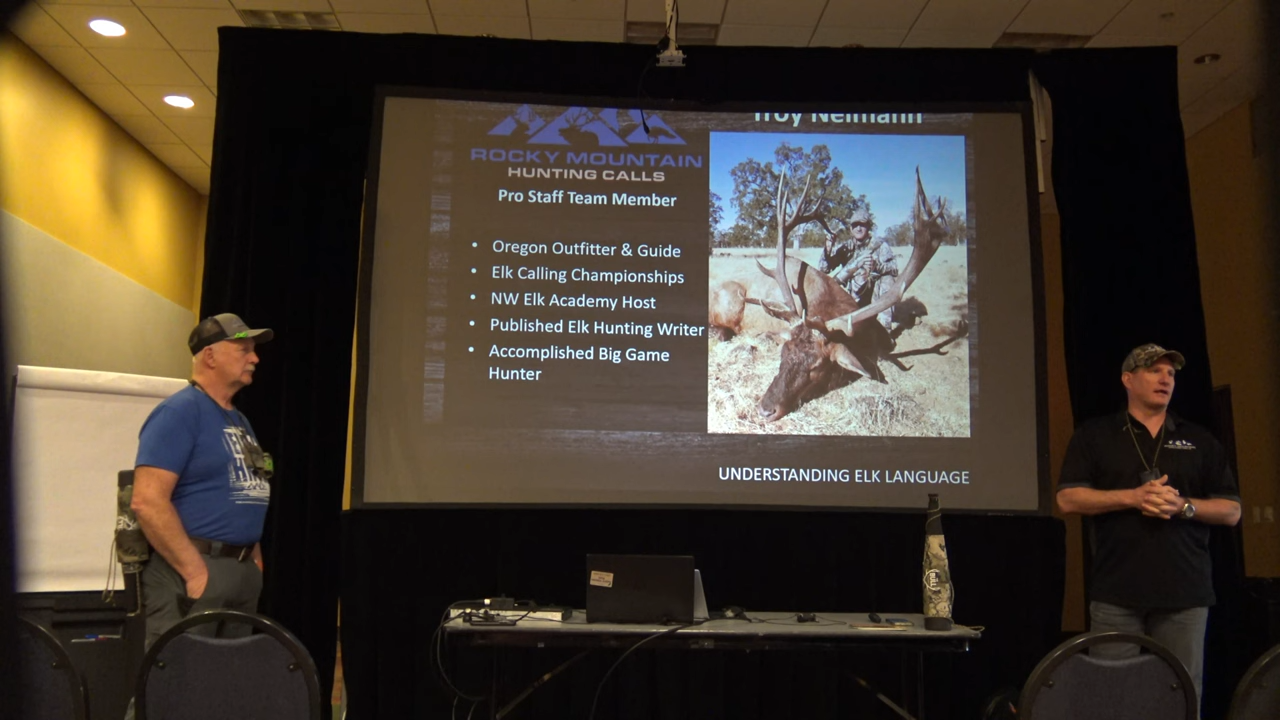 Troy Neimann
ROCKY MOUNTAIN
HUNTING CALLS
Pro Staff Team Member
• Oregon Outfitter & Guide
• Elk Calling Championships
• NW Elk Academy Host
• Published Elk Hunting Writer
• Accomplished Big Game
Hunter
UNDERSTANDING ELK LANGUAGE